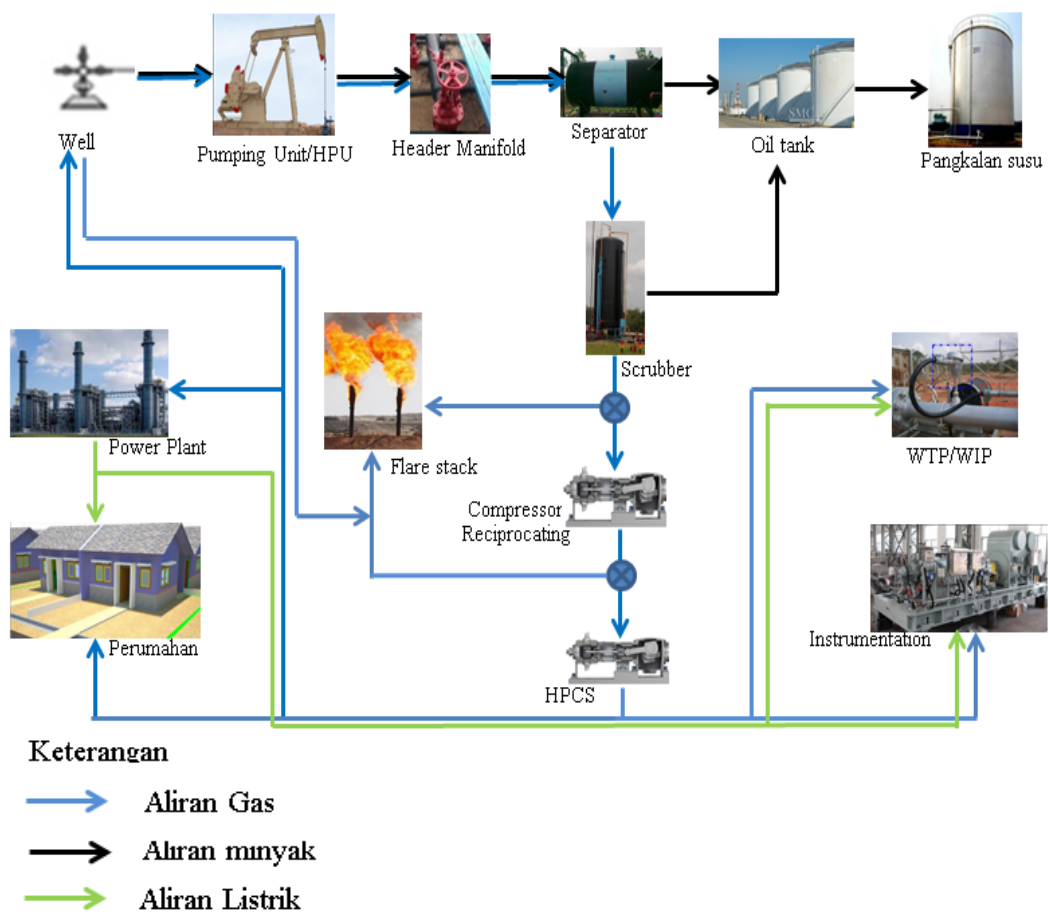 Well
Pumping Unit/HPU
Header Manifold
Separator
Oil tank
SMC
Pangkalan susu
Scrubber
Power Plant
Flare stack
WTP/WIP
Compressor
Reciprocating
Perumahan
Instrumentation
HPCS
Keterangan
Aliran Gas
Aliran minyak
Aliran Listrik